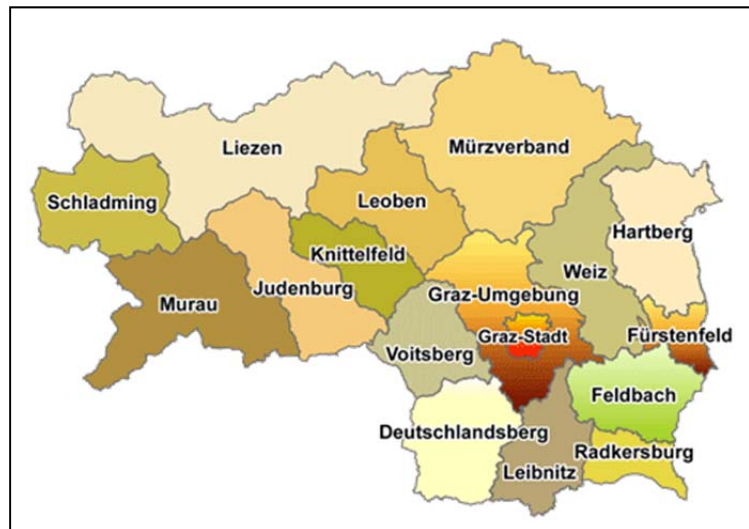 Liezen
Mürzverband
Schladming
Leoben
Hartberg
Knittelfeld
Weiz
Murau
Judenburg
Graz-Umgebung
Graz-Stadt
Fürstenfeld
Voitsberg
Feldbach
Deutschlandsberg
Radkersburg
Leibnitz